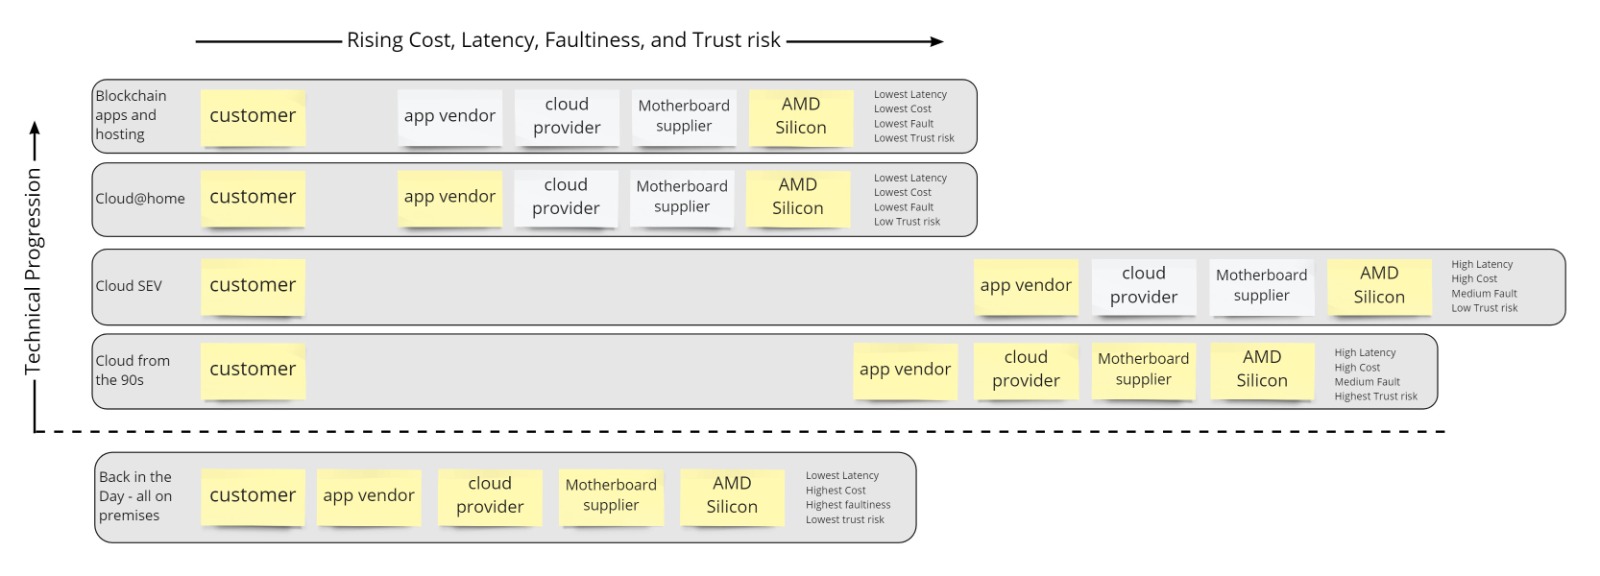 Rising Cost, Latency, Faultiness, and Trust risk
Technical Progression
Blockchain
apps and
hosting
customer
app vendor
cloud
provider
Motherboard
supplier
AMD
Silicon
Lowest Latency
Lowest Cost
Lowest Fault
Lowest Trust risk
Cloud@home
customer
app vendor
cloud
provider
Motherboard
supplier
AMD
Silicon
Lowest Latency
Lowest Cost
Lowest Fault
Low Trust risk
Cloud SEV
customer
app vendor
cloud
provider
Motherboard
supplier
AMD
Silicon
High Latency
High Cost
Medium Fault
Low Trust risk
Cloud from
the 90s
customer
app vendor
cloud
provider
Motherboard
supplier
AMD
Silicon
High Latency
High Cost
Medium Fault
Highest Trust risk
Back in the
Day - all on
premises
customer
app vendor
cloud
provider
Motherboard
supplier
AMD
Silicon
Lowest Latency
Highest Cost
Highest faultiness
Lowest trust risk